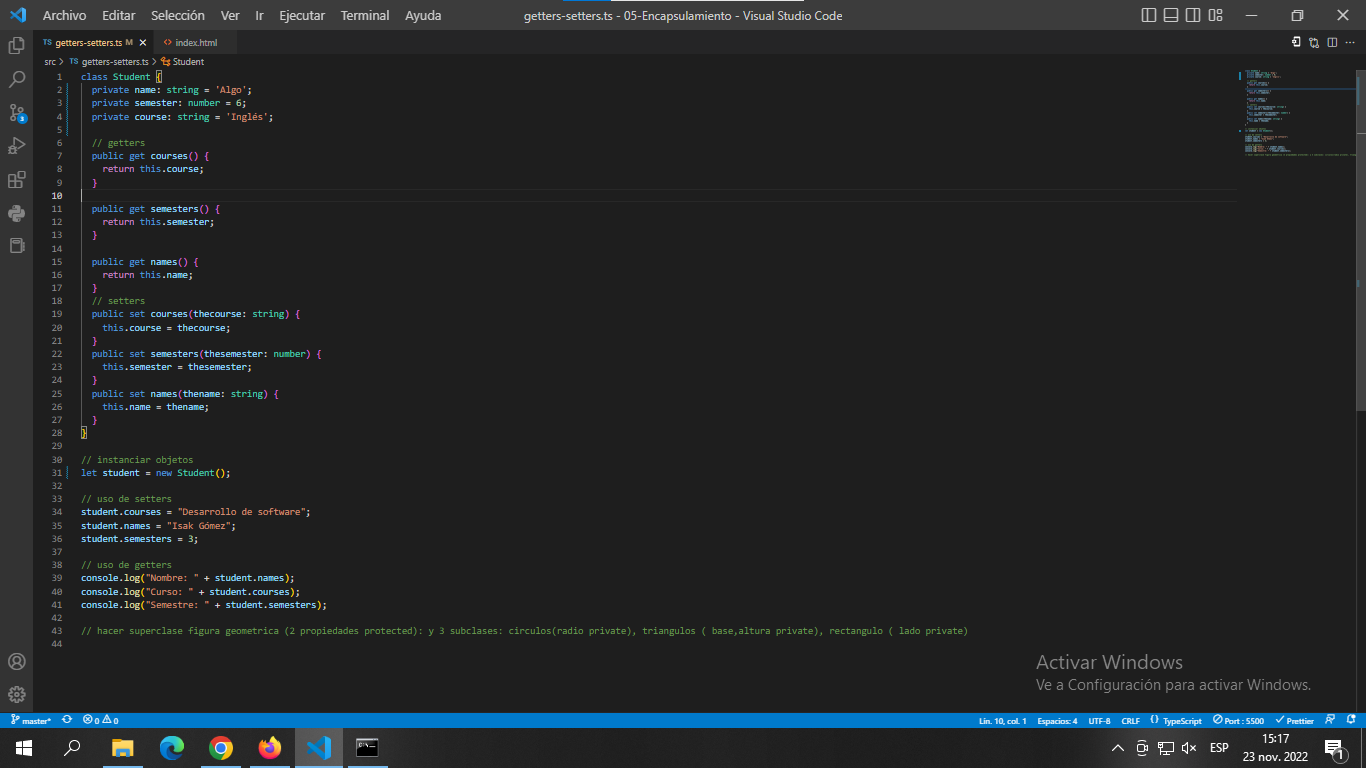 Archivo Editar Selección Ver Ir Ejecutar Terminal Ayuda getters-setters.ts - 05-Encapsulamiento - Visual Studio Code
TS getters-setters.ts M index.html
src > TS getters-setters.ts > Student
1 class Student {
2 private name: string = 'Algo';
3 private semester: number = 6;
4 private course: string = 'Inglés';
5
6 // getters
7 public get courses() {
8 return this.course;
9 }
10
11 public get semesters() {
12 return this.semester;
13 }
14
15 public get names() {
16 return this.name;
17 }
18 // setters
19 public set courses(thecourse: string) {
20 this.course = thecourse;
21 }
22 public set semesters(thesemester: number) {
23 this.semester = thesemester;
24 }
25 public set names(thename: string) {
26 this.name = thename;
27 }
28 }
29
30 // instanciar objetos
31 let student = new Student();
32
33 // uso de setters
34 student.courses = "Desarrollo de software";
35 student.names = "Isak Gómez";
36 student.semesters = 3;
37
38 // uso de getters
39 console.log("Nombre: " + student.names);
40 console.log("Curso: " + student.courses);
41 console.log("Semestre: " + student.semesters);
42
43 // hacer superclase figura geometrica (2 propiedades protected): y 3 subclases: circulos(radio private), triangulos ( base,altura private), rectangulo ( lado private)
44
3
Activar Windows
Ve a Configuración para activar Windows.
master* 0 0 Lín. 10, col. 1 Espacios: 4 UTF-8 CRLF {} TypeScript Port : 5500 Prettier
ESP 15:17
23 nov. 2022 1